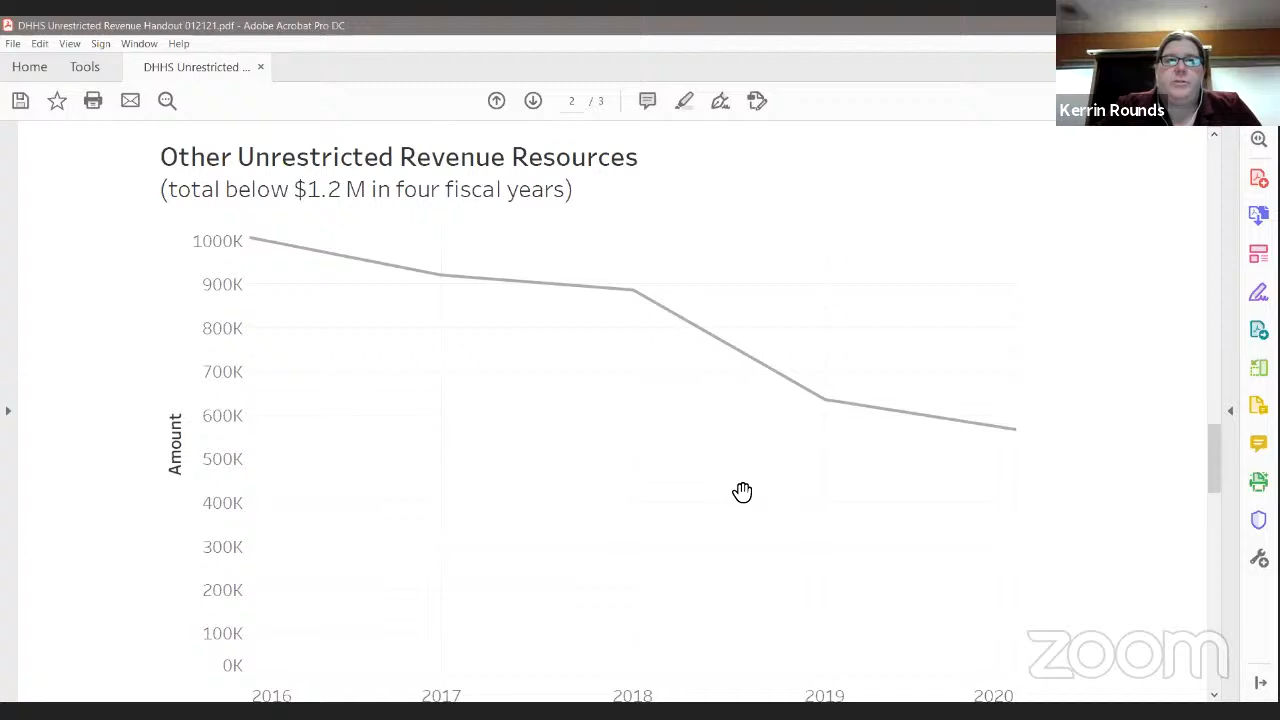 DHHS Unrestricted Revenue Handout 012121.pdf - Adobe Acrobat Pro DC
File Edit View Sign Window Help
Home Tools DHHS Unrestricted ... ×
2 / 3
Kerrin Rounds
Other Unrestricted Revenue Resources
(total below $1.2 M in four fiscal years)
1000K
900K
800K
700K
600K
500K
400K
300K
200K
100K
0K
Amount
2016 2017 2018 2019 2020
zoom